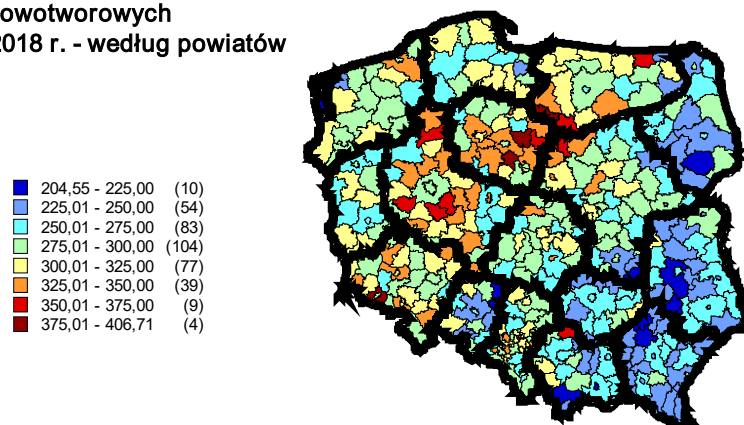 owotworowych
2018 r. - według powiatów
204,55 - 225,00 (10)
225,01 - 250,00 (54)
250,01 - 275,00 (83)
275,01 - 300,00 (104)
300,01 - 325,00 (77)
325,01 - 350,00 (39)
350,01 - 375,00 (9)
375,01 - 406,71 (4)